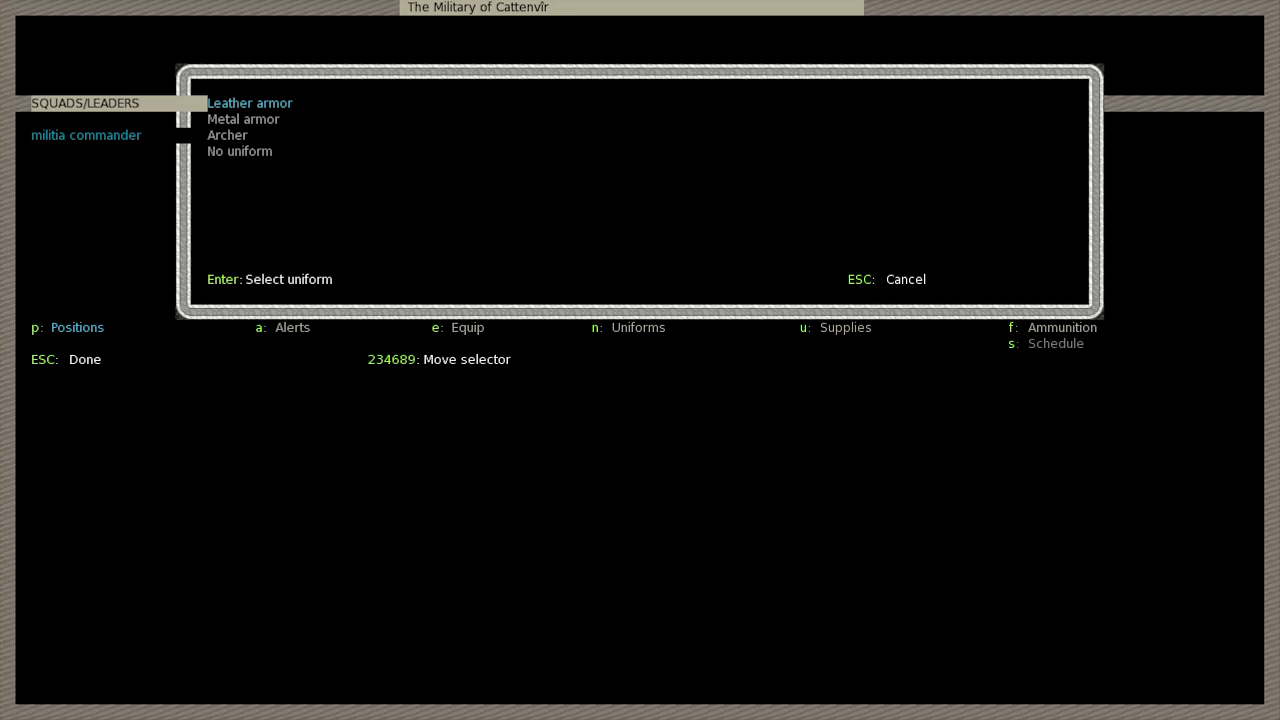 The Military of Cattenvîr
SQUADS/LEADERS
Leather armor
Metal armor
militia commander
Archer
No uniform
Enter: Select uniform
ESC: Cancel
p: Positions
a: Alerts
e: Equip
n: Uniforms
u: Supplies
f: Ammunition
s: Schedule
ESC: Done
234689: Move selector